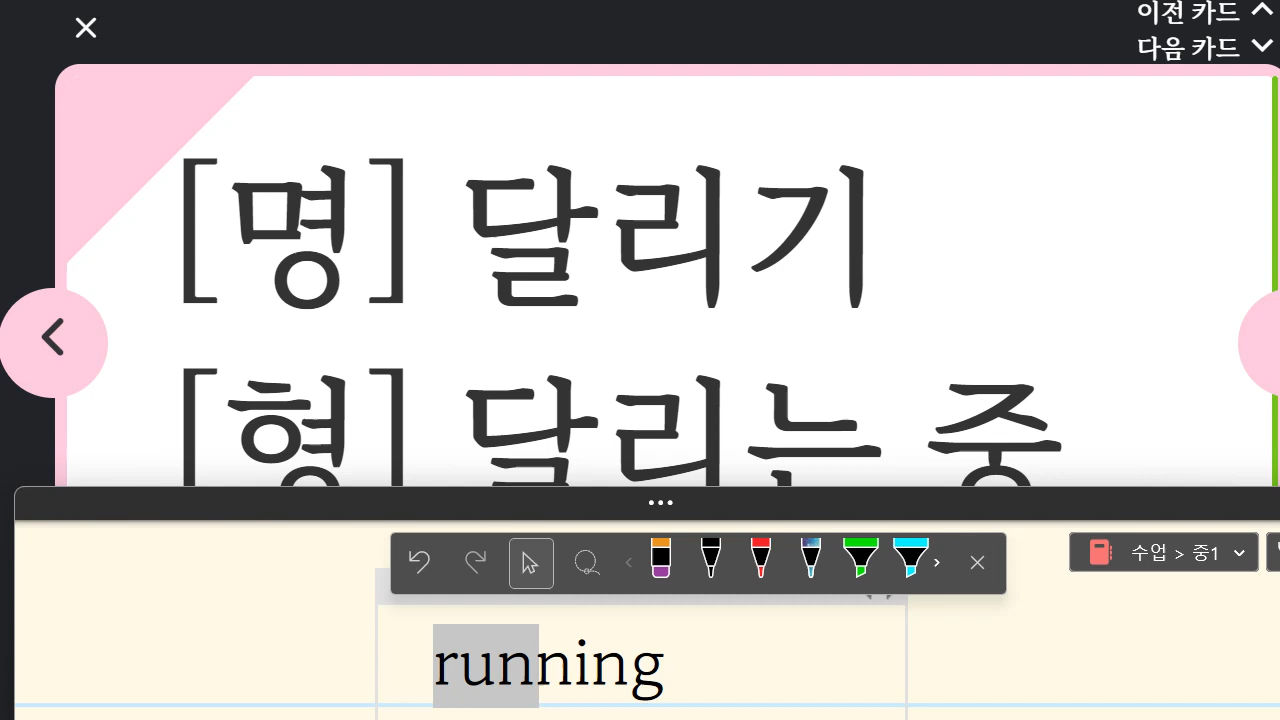 이전 카드
다음 카드
[명] 달리기
[형] 달리는 중
수업 > 중1
running